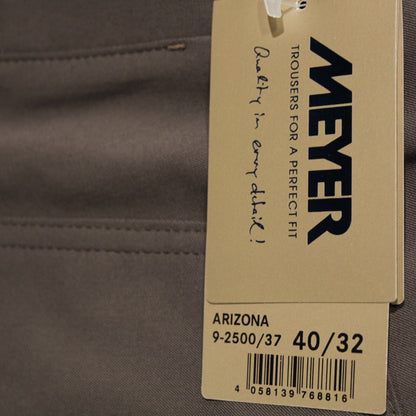 MEYER
TROUSERS FOR A PERFECT FIT
Quality in every detail!
ARIZONA
9-2500/37 40/32
4 058139 768816